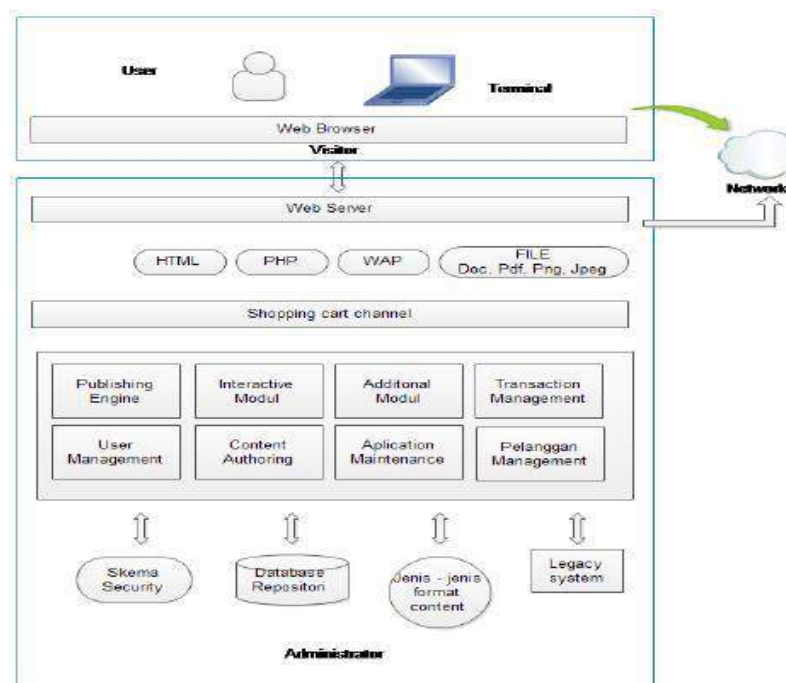 User
Terminal
Web Browser
Visitor
Network
Web Server
HTML
PHP
WAP
FILE
Doc, Pdf, Png, Jpeg
Shopping cart channel
Publishing
Engine
Interactive
Modul
Additonal
Modul
Transaction
Management
User
Management
Content
Authoring
Aplication
Maintenance
Pelanggan
Management
Skema
Security
Database
Repositori
Jenis - jenis
format
content
Legacy
system
Administrator